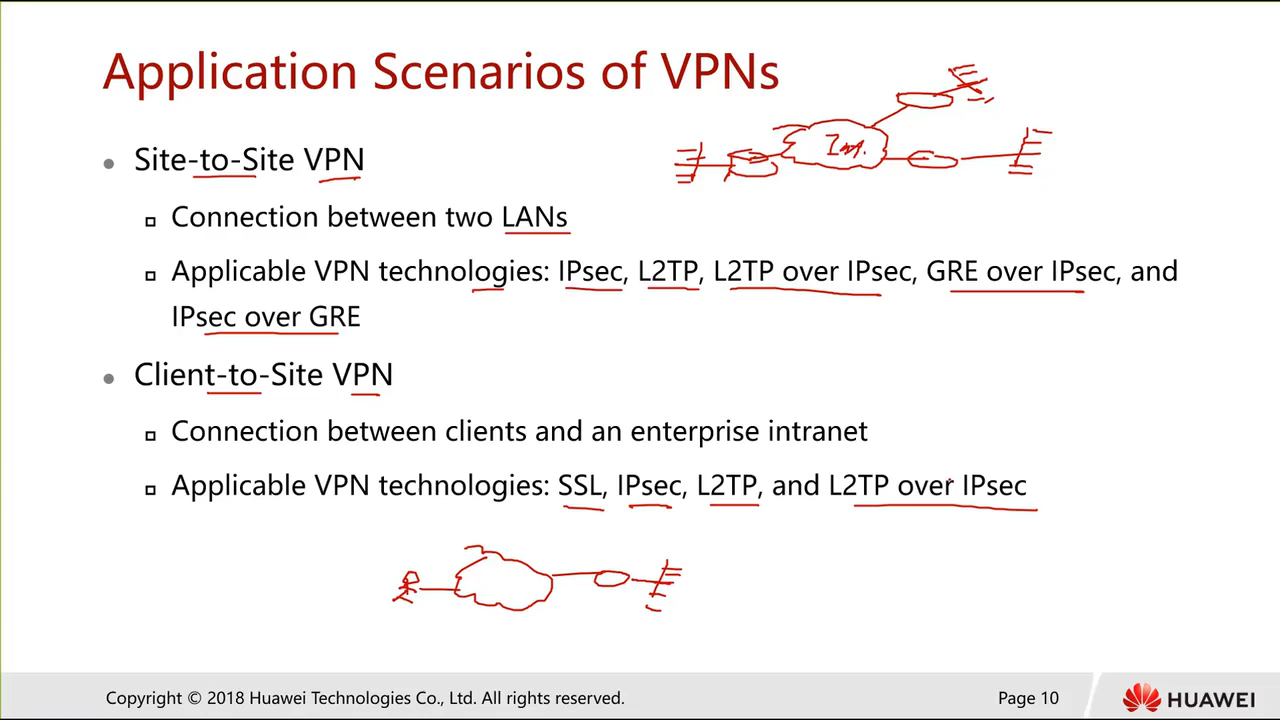 Application Scenarios of VPNs
Site-to-Site VPN
Connection between two LANs
Applicable VPN technologies: IPsec, L2TP, L2TP over IPsec, GRE over IPsec, and
IPsec over GRE
Client-to-Site VPN
Connection between clients and an enterprise intranet
Applicable VPN technologies: SSL, IPsec, L2TP, and L2TP over IPsec
Copyright © 2018 Huawei Technologies Co., Ltd. All rights reserved.
Page 10
HUAWEI